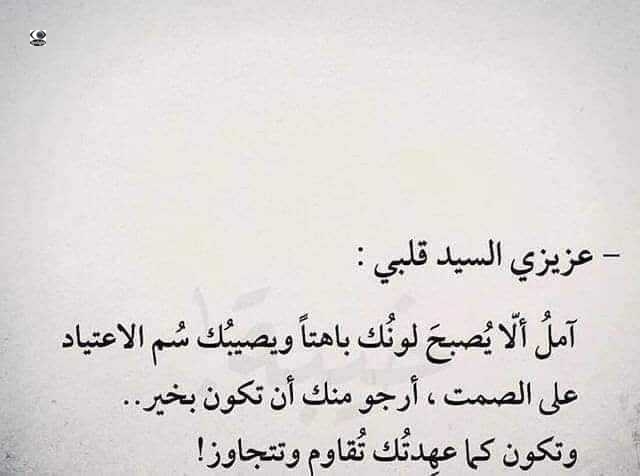 – عزيزي السيد قلبي :
آملُ ألّا يُصبحَ لونُك باهتاً ويصيبُك سُم الاعتياد
على الصمت ، أرجو منك أن تكون بخير..
وتكون كما عهِدتُك تُقاوم وتتجاوز!